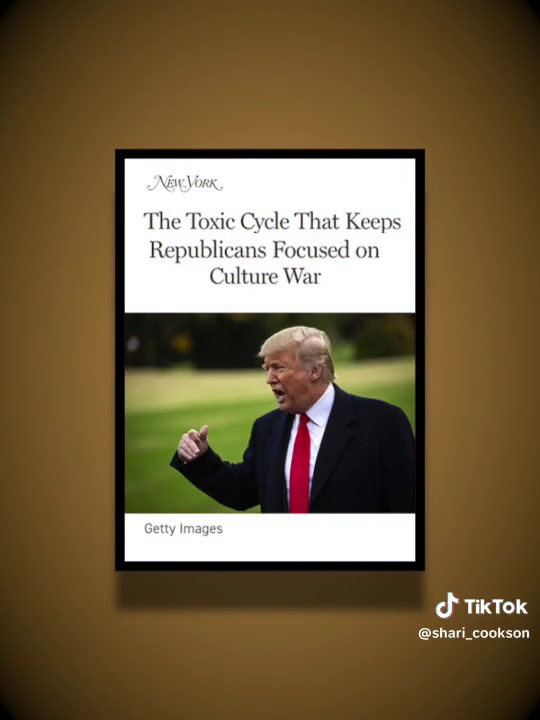 NEW YORK
The Toxic Cycle That Keeps
Republicans Focused on
Culture War
Getty Images
TikTok
@shari_cookson